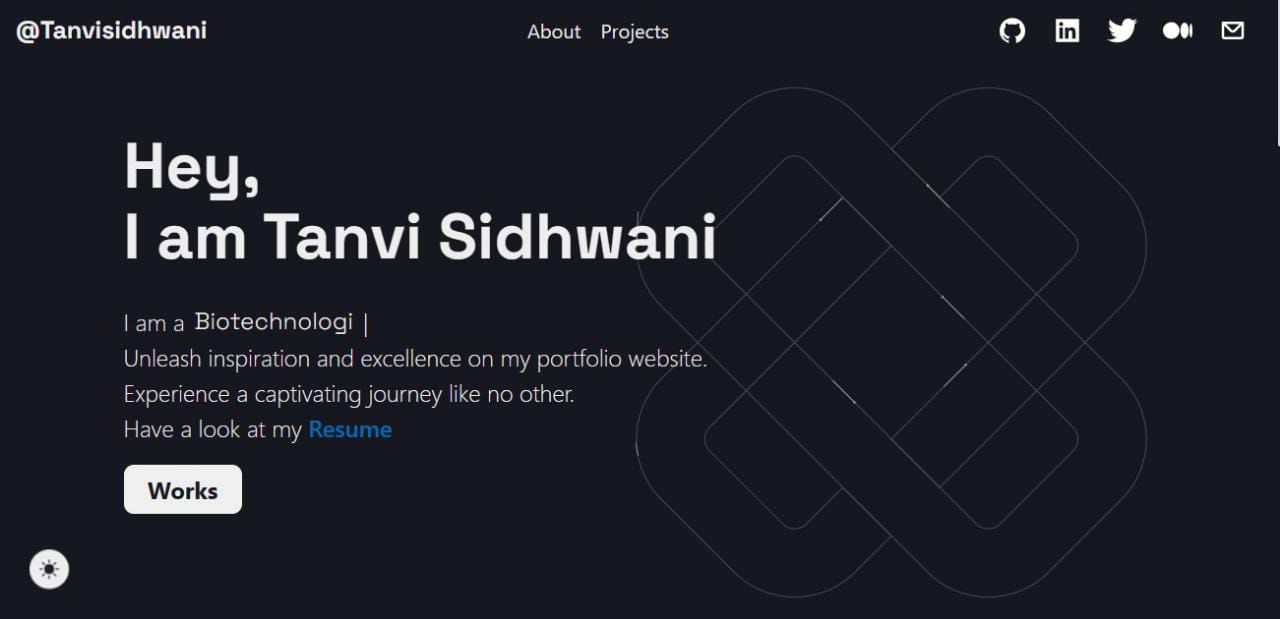 @Tanvisidhwani
About Projects
Hey,
I am Tanvi Sidhwani
I am a Biotechnologi |
Unleash inspiration and excellence on my portfolio website.
Experience a captivating journey like no other.
Have a look at my Resume
Works